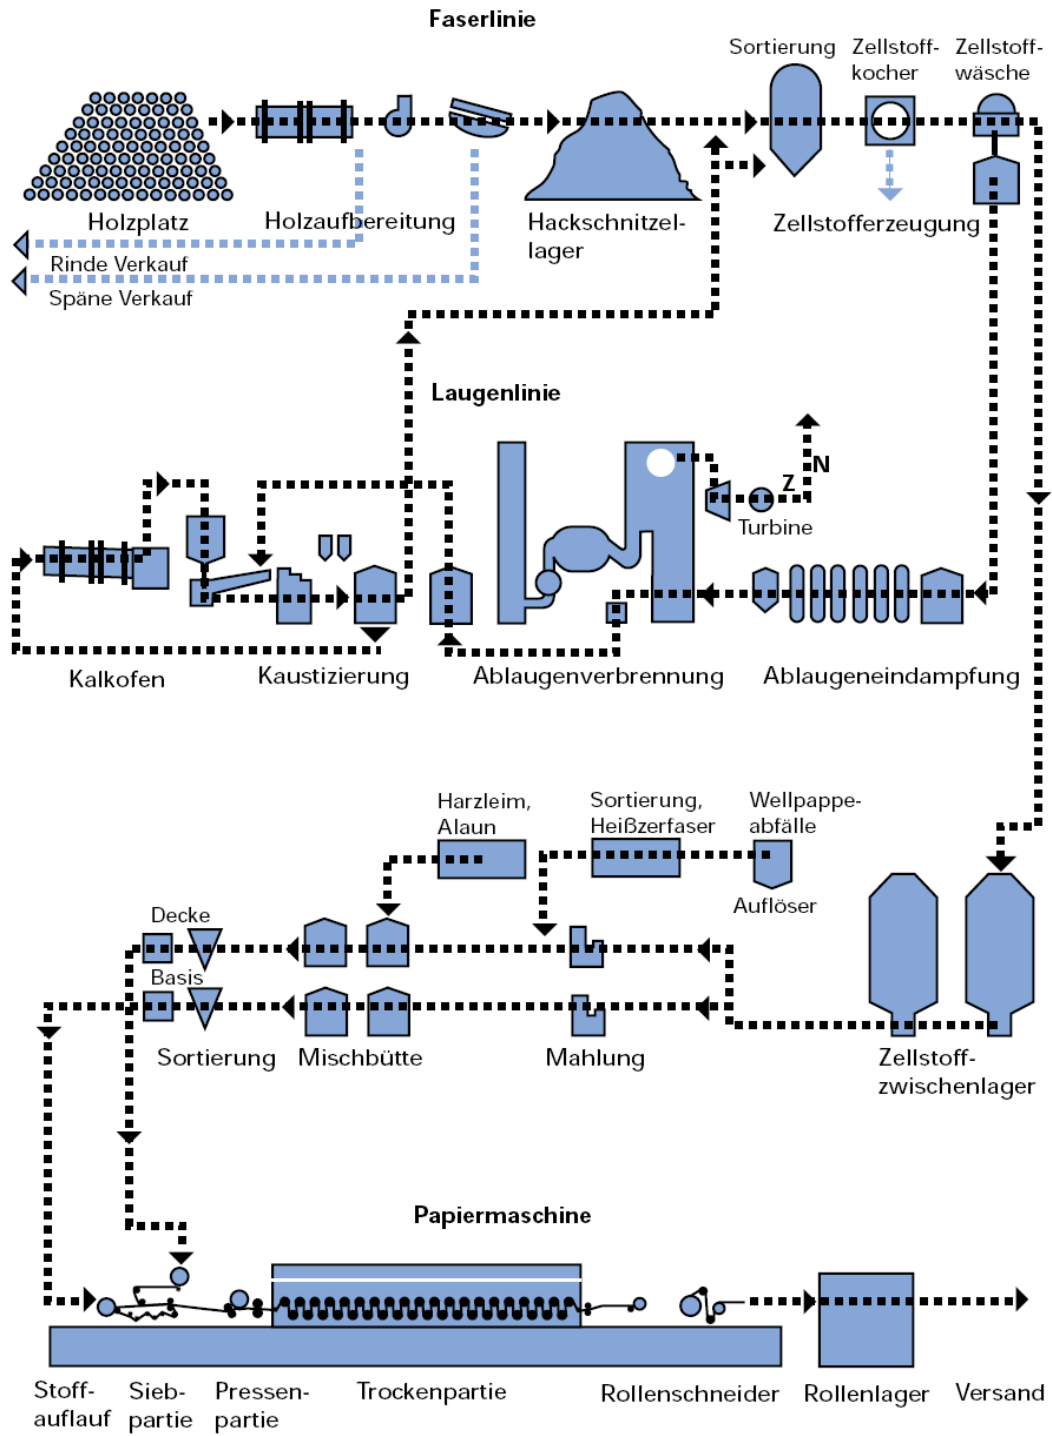 Faserlinie
Sortierung
Zellstoff-
kocher
Zellstoff-
wäsche
Holzplatz
Holzaufbereitung
Hackschnitzel-
lager
Zellstofferzeugung
Rinde Verkauf
Späne Verkauf
Laugenlinie
Z
N
Turbine
Kalkofen
Kaustizierung
Ablaugenverbrennung
Ablaugeneindampfung
Harzleim,
Alaun
Sortierung,
Heißzerfaser
Wellpappe-
abfälle
Auflöser
Decke
Basis
Sortierung
Mischbütte
Mahlung
Zellstoff-
zwischenlager
Papiermaschine
Stoff-
auflauf
Sieb-
partie
Pressen-
partie
Trockenpartie
Rollenschneider
Rollenlager
Versand